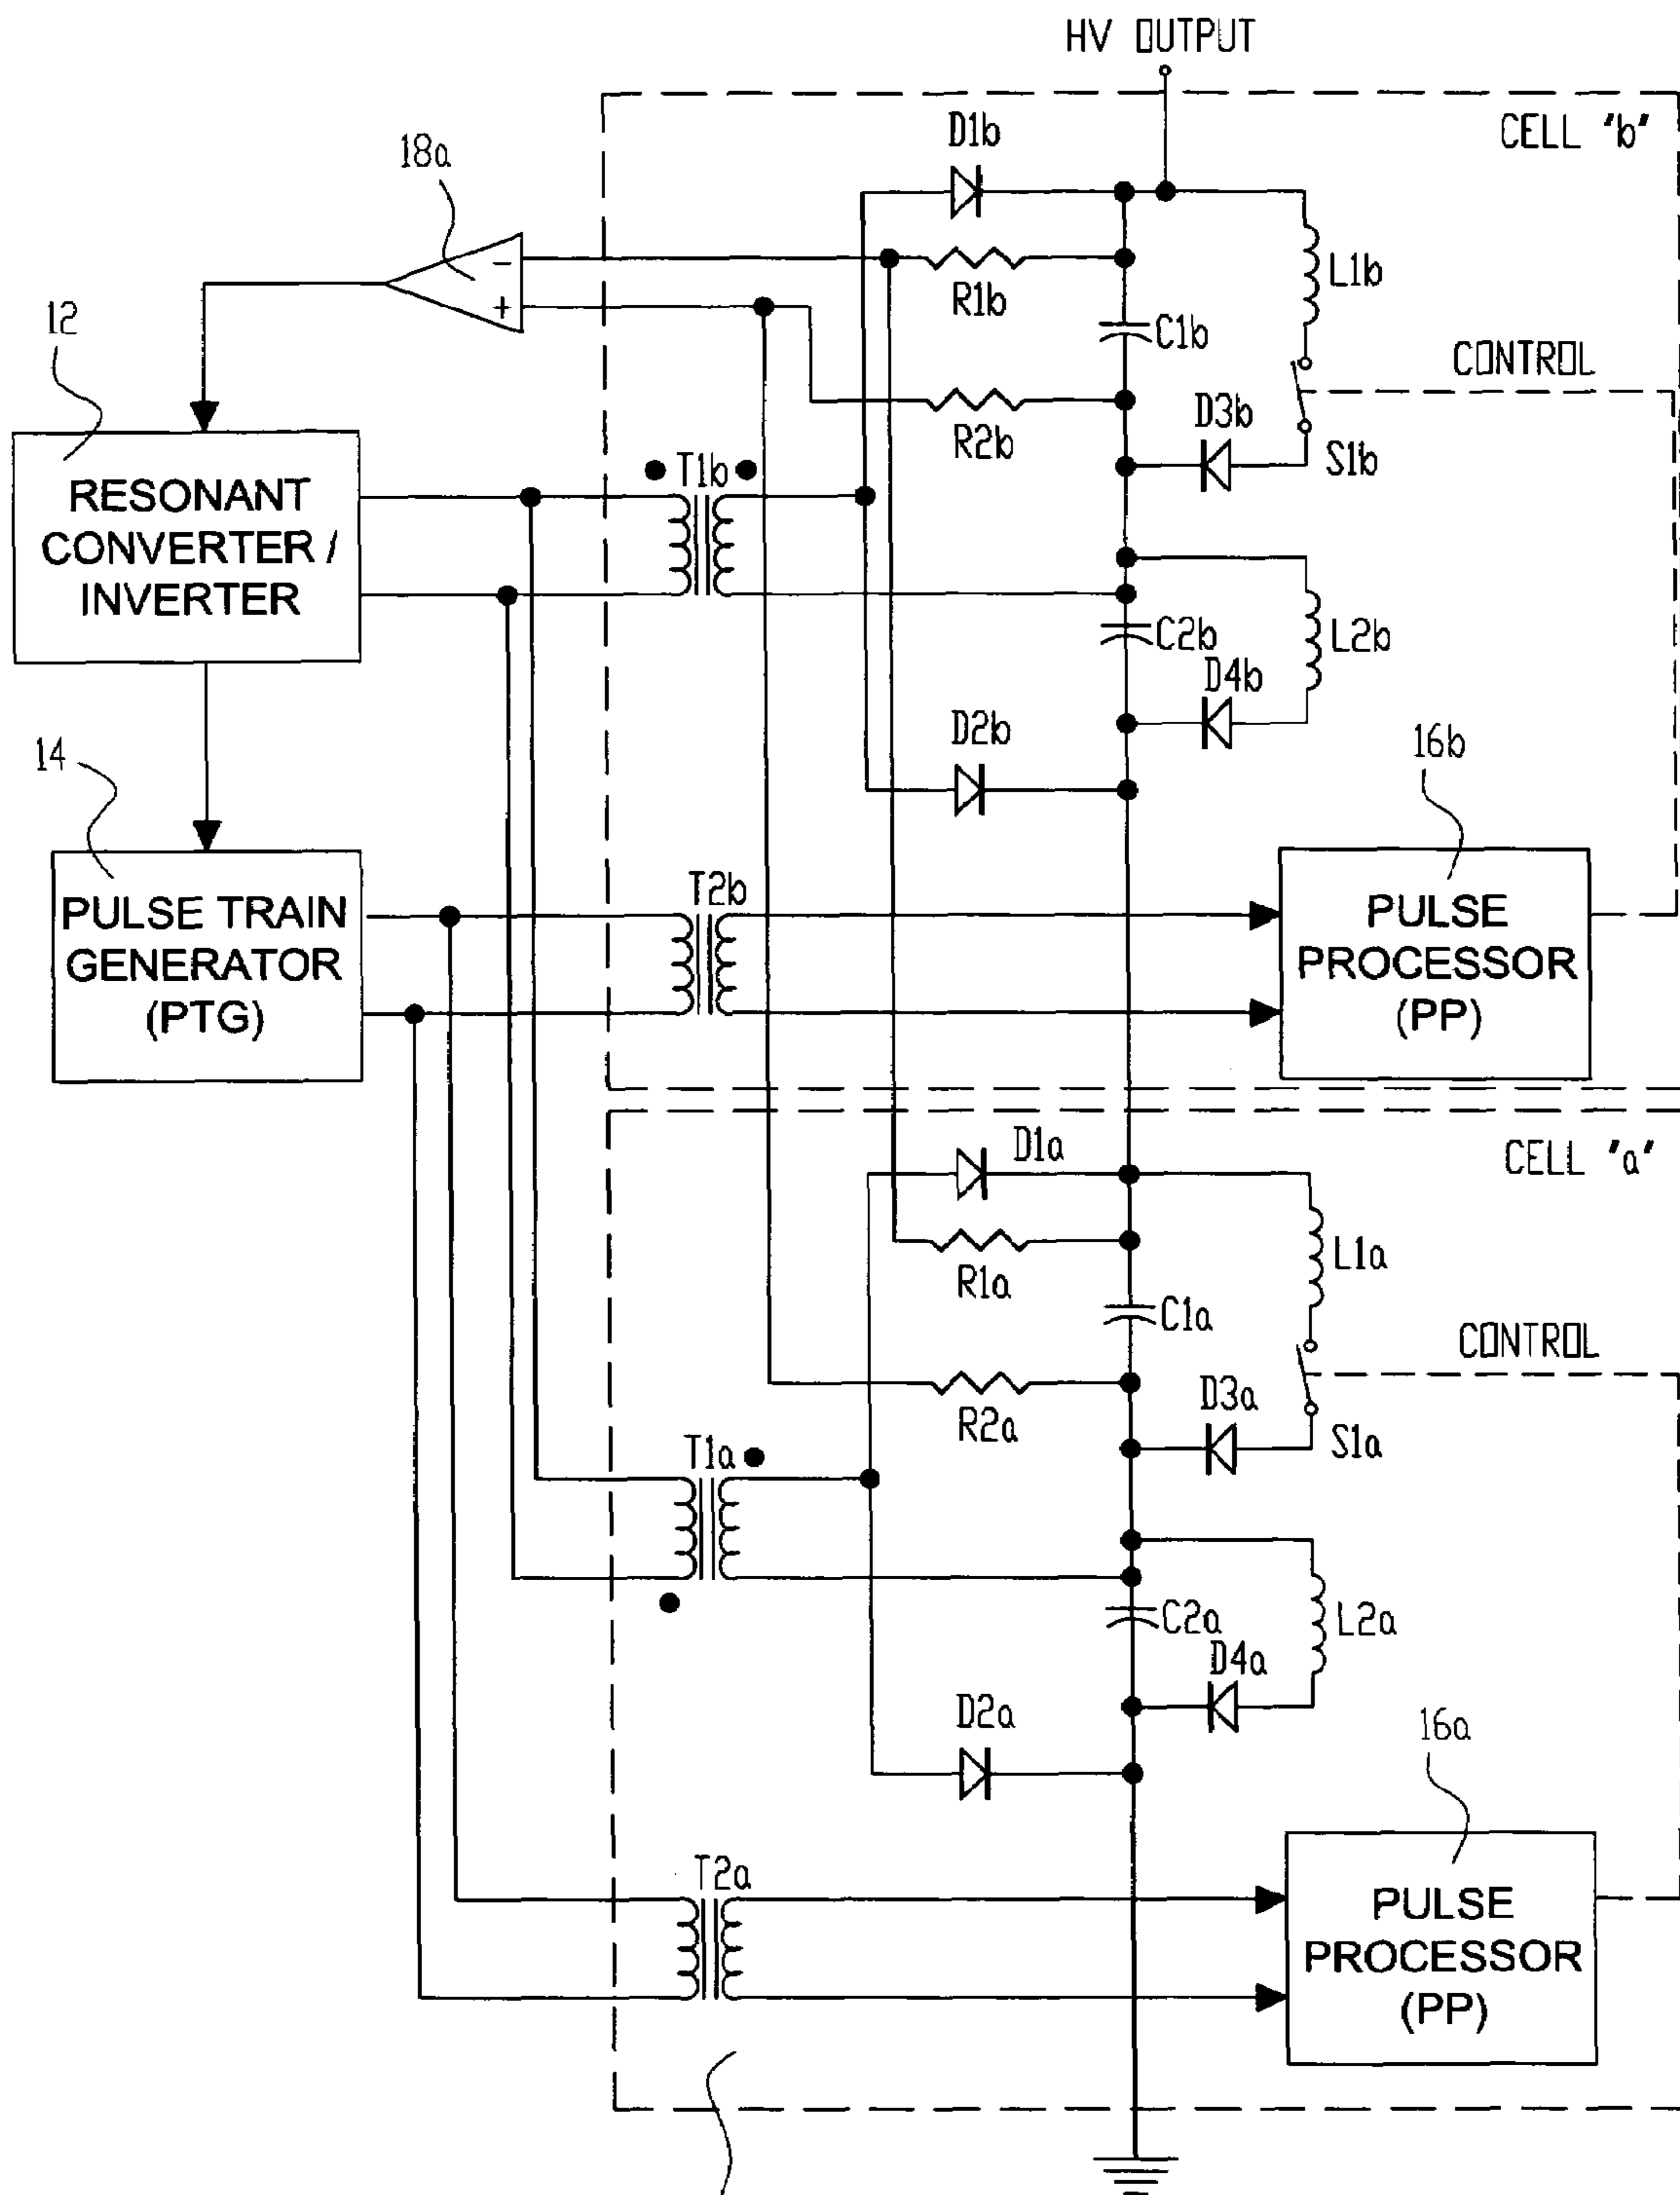 HV OUTPUT
CELL "b"
D1b
18a
-
+
R1b
L1b
C1b
12
CONTROL
R2b
D3b
S1b
T1b
RESONANT
CONVERTER /
INVERTER
C2b
L2b
D4b
D2b
14
16b
T2b
PULSE TRAIN
GENERATOR
(PTG)
PULSE
PROCESSOR
(PP)
D1a
CELL "a"
R1a
L1a
C1a
CONTROL
R2a
D3a
S1a
T1a
C2a
L2a
D4a
D2a
16a
T2a
PULSE
PROCESSOR
(PP)